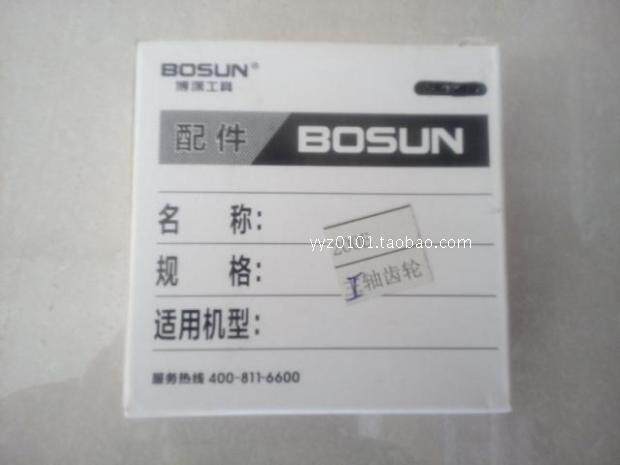 BOSUN®
博深工具
配件 BOSUN
名 称：
yyz0101.taobao.com
规 格：
I轴齿轮
适用机型：
服务热线 400-811-6600